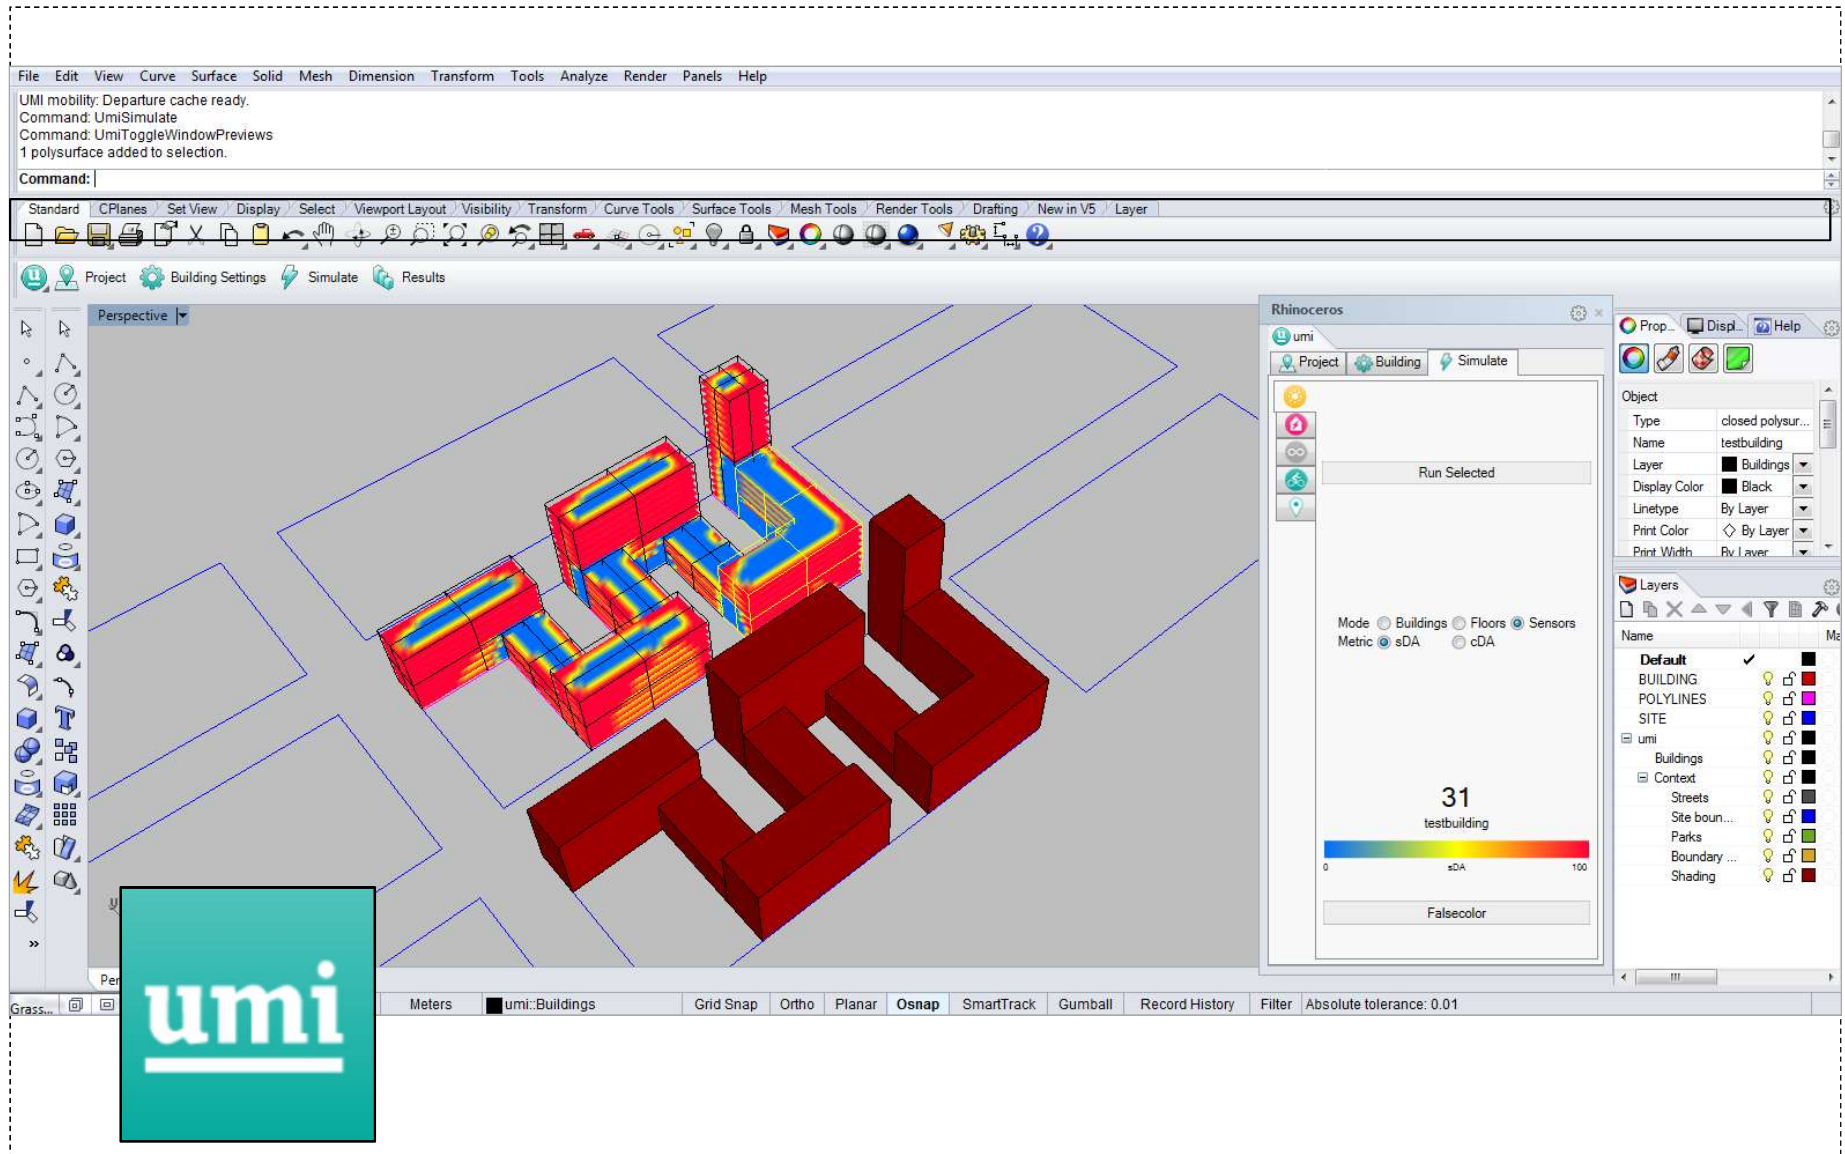 File Edit View Curve Surface Solid Mesh Dimension Transform Tools Analyze Render Panels Help
UMI mobility: Departure cache ready.
Command: UmiSimulate
Command: UmiToggleWindowPreviews
1 polysurface added to selection.
Command:
Standard CPlanes Set View Display Select Viewport Layout Visibility Transform Curve Tools Surface Tools Mesh Tools Render Tools Drafting New in V5 Layer
Project Building Settings Simulate Results
Perspective
Rhinoceros
umi
Project Building Simulate
Run Selected
Mode Buildings Floors Sensors
Metric sDA cDA
31
testbuilding
0 sDA 100
Falsecolor
Prop... Displ... Help
Object
Type closed polysur...
Name testbuilding
Layer Buildings
Display Color Black
Linetype By Layer
Print Color By Layer
Print Width By Layer
Layers
Name Ma
Default
BUILDING
POLYLINES
SITE
umi
Buildings
Context
Streets
Site boun...
Parks
Boundary ...
Shading
Per
Grass... Meters umi::Buildings Grid Snap Ortho Planar Osnap SmartTrack Gumball Record History Filter Absolute tolerance: 0.01
umi